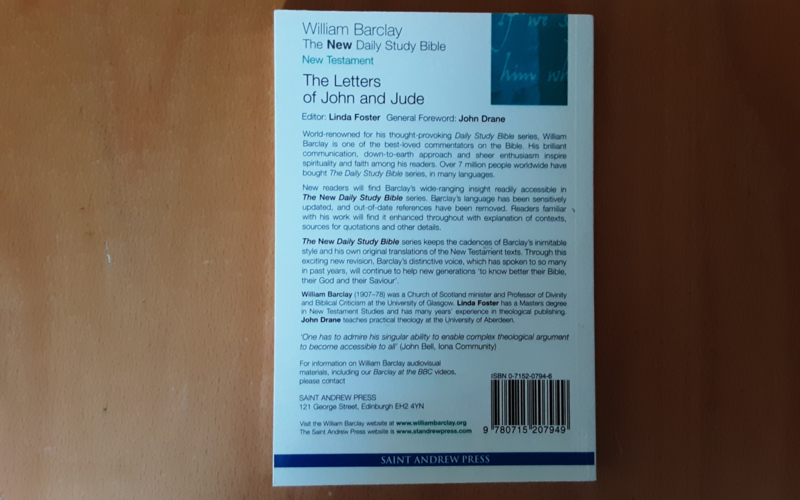 William Barclay
The New Daily Study Bible
New Testament
The Letters
of John and Jude
Editor: Linda Foster General Foreword: John Drane
World-renowned for his thought-provoking Daily Study Bible series, William
Barclay is one of the best-loved commentators on the Bible. His brilliant
communication, down-to-earth approach and sheer enthusiasm inspire
spirituality and faith among his readers. Over 7 million people worldwide have
bought The Daily Study Bible series, in many languages.
New readers will find Barclay's wide-ranging insight readily accessible in
The New Daily Study Bible series. Barclay's language has been sensitively
updated, and out-of-date references have been removed. Readers familiar
with his work will find it enhanced throughout with explanation of contexts,
sources for quotations and other details.
The New Daily Study Bible series keeps the cadences of Barclay's inimitable
style and his own original translations of the New Testament texts. Through this
exciting new revision, Barclay's distinctive voice, which has spoken to so many
in past years, will continue to help new generations 'to know better their Bible,
their God and their Saviour'.
William Barclay (1907–78) was a Church of Scotland minister and Professor of Divinity
and Biblical Criticism at the University of Glasgow. Linda Foster has a Masters degree
in New Testament Studies and has many years' experience in theological publishing.
John Drane teaches practical theology at the University of Aberdeen.
'One has to admire his singular ability to enable complex theological argument
to become accessible to all' (John Bell, Iona Community)
For information on William Barclay audiovisual
materials, including our Barclay at the BBC videos,
please contact
SAINT ANDREW PRESS
121 George Street, Edinburgh EH2 4YN
Visit the William Barclay website at www.williambarclay.org
The Saint Andrew Press website is www.standrewpress.com
If we s
him wh
ISBN 0-7152-0794-6
9 780715 207949
SAINT ANDREW PRESS